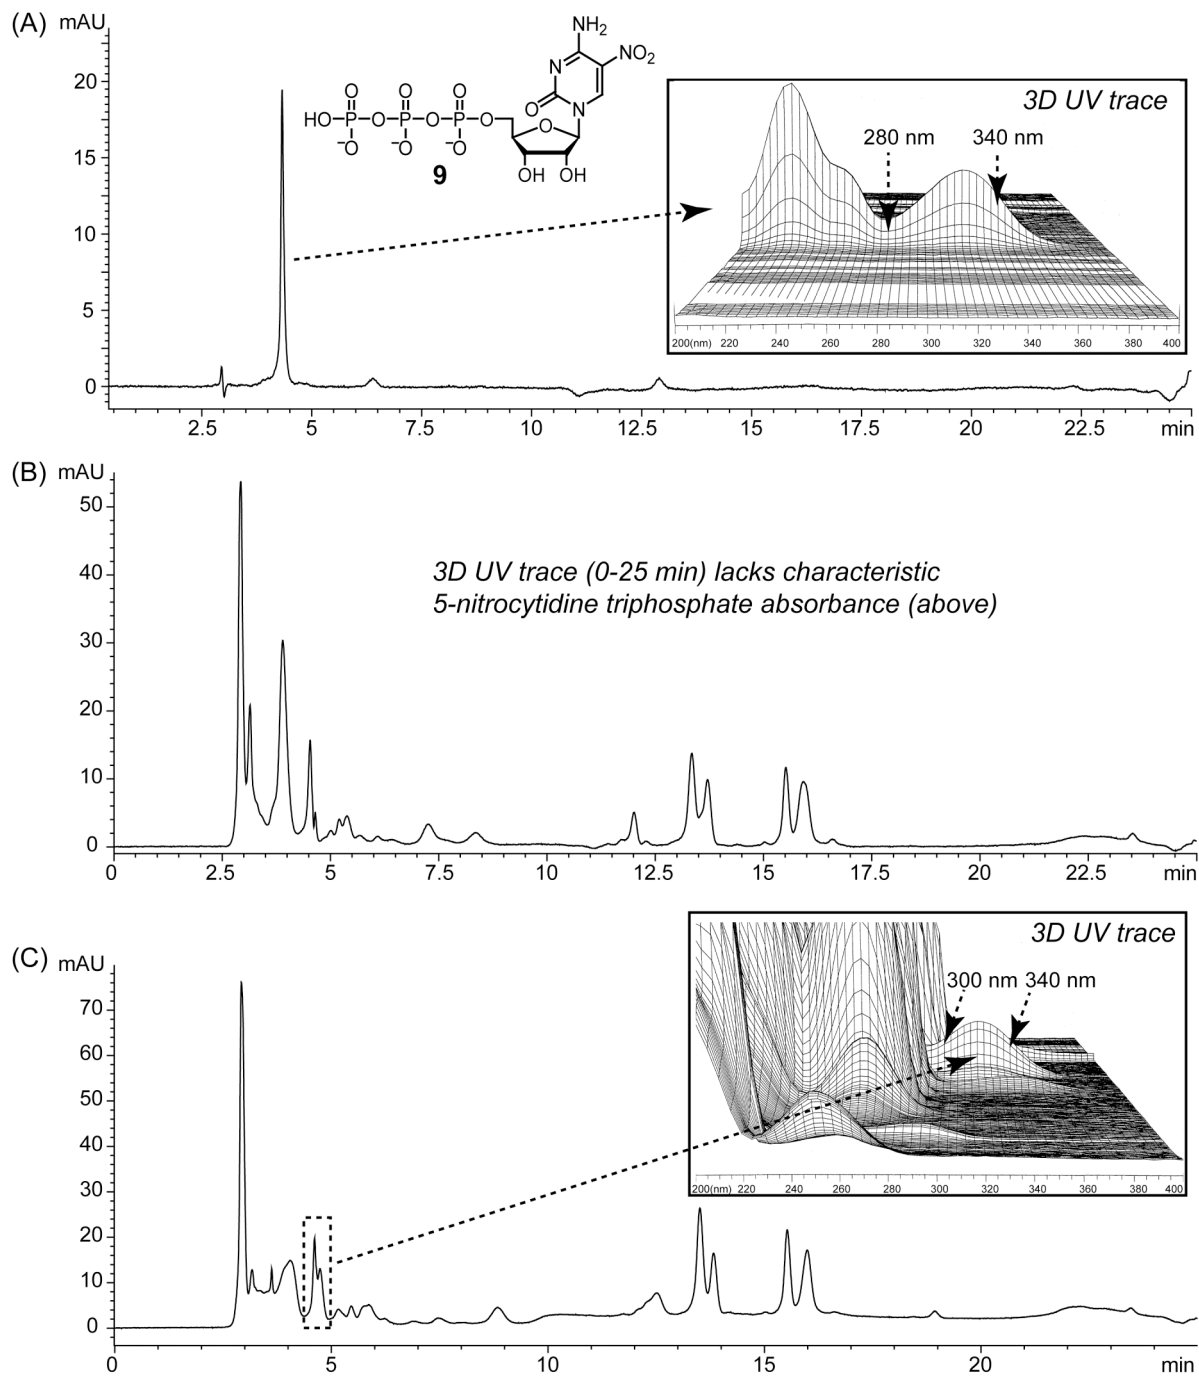 (A)
mAU
20
15
10
5
0
NH2
NO2
N
O
N
O
O
O
HO P O P O P O
O
−O
−O
−O
OH OH
9
3D UV trace
280 nm
340 nm
200(nm) 220 240 260 280 300 320 340 360 380 400
2.5 5 7.5 10 12.5 15 17.5 20 22.5 min
(B)
mAU
50
40
30
20
10
0
3D UV trace (0-25 min) lacks characteristic
5-nitrocytidine triphosphate absorbance (above)
0 2.5 5 7.5 10 12.5 15 17.5 20 22.5 min
(C)
mAU
70
60
50
40
30
20
10
0
3D UV trace
300 nm 340 nm
200(nm) 220 240 260 280 300 320 340 360 380 400
0 5 10 15 20 min